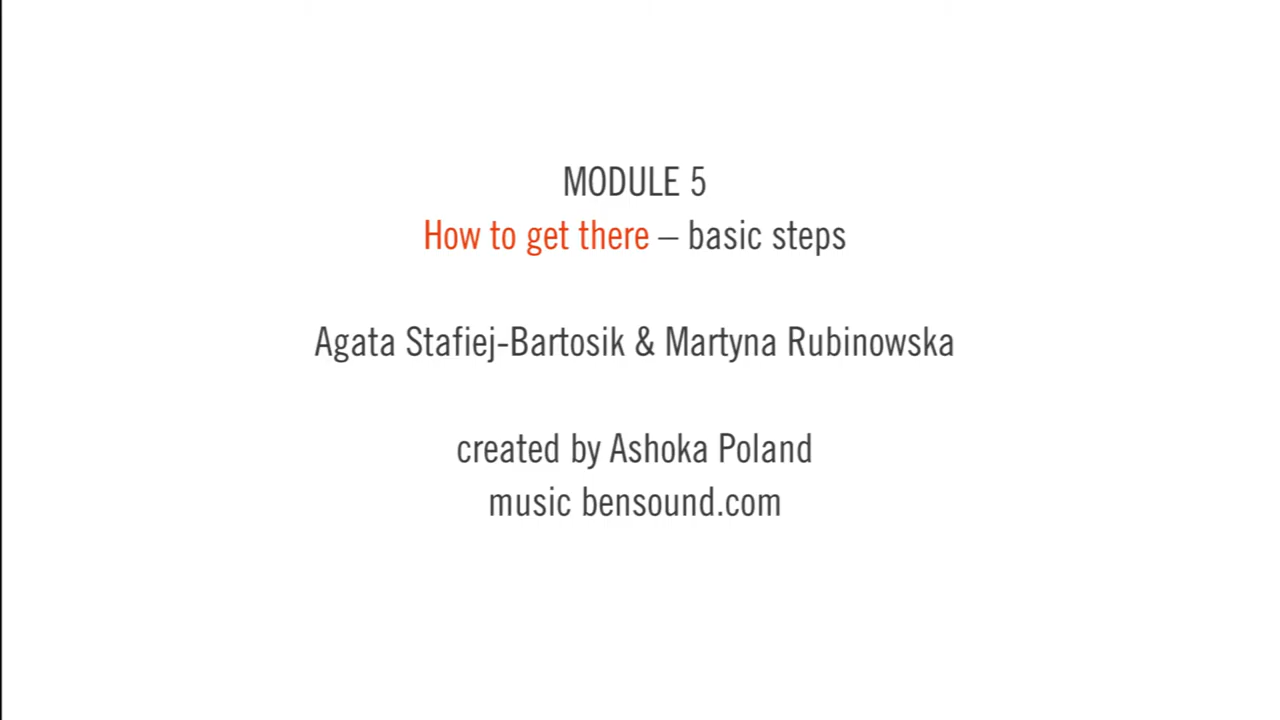 MODULE 5
How to get there – basic steps
Agata Stafiej-Bartosik & Martyna Rubinowska
created by Ashoka Poland
music bensound.com